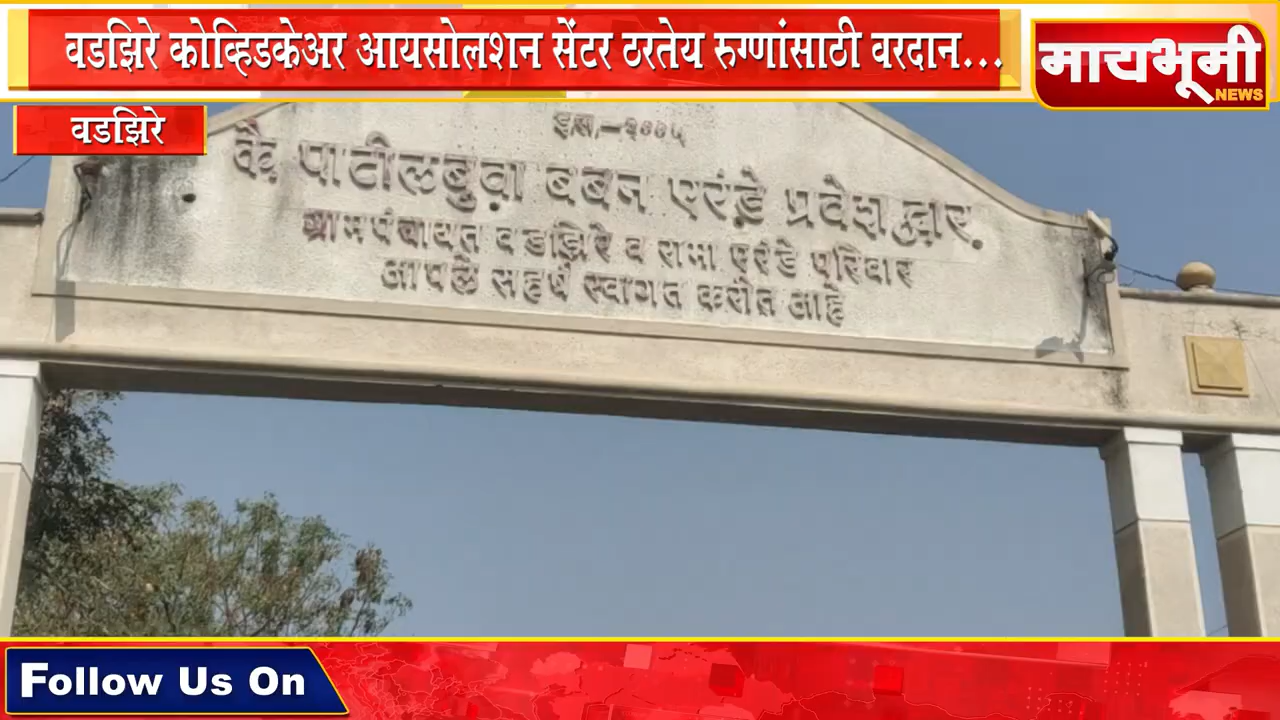 वडझिरे कोव्हिडकेअर आयसोलशन सेंटर ठरतेय रुग्णांसाठी वरदान...
मायभूमी
NEWS
वडझिरे
इस.-२००५
कै. पाटीलबुवा बबन एरंडे प्रवेशद्वार.
ग्रामपंचायत वडझिरे व रामा एरंडे परिवार
आपले सहर्ष स्वागत करीत आहे
Follow Us On